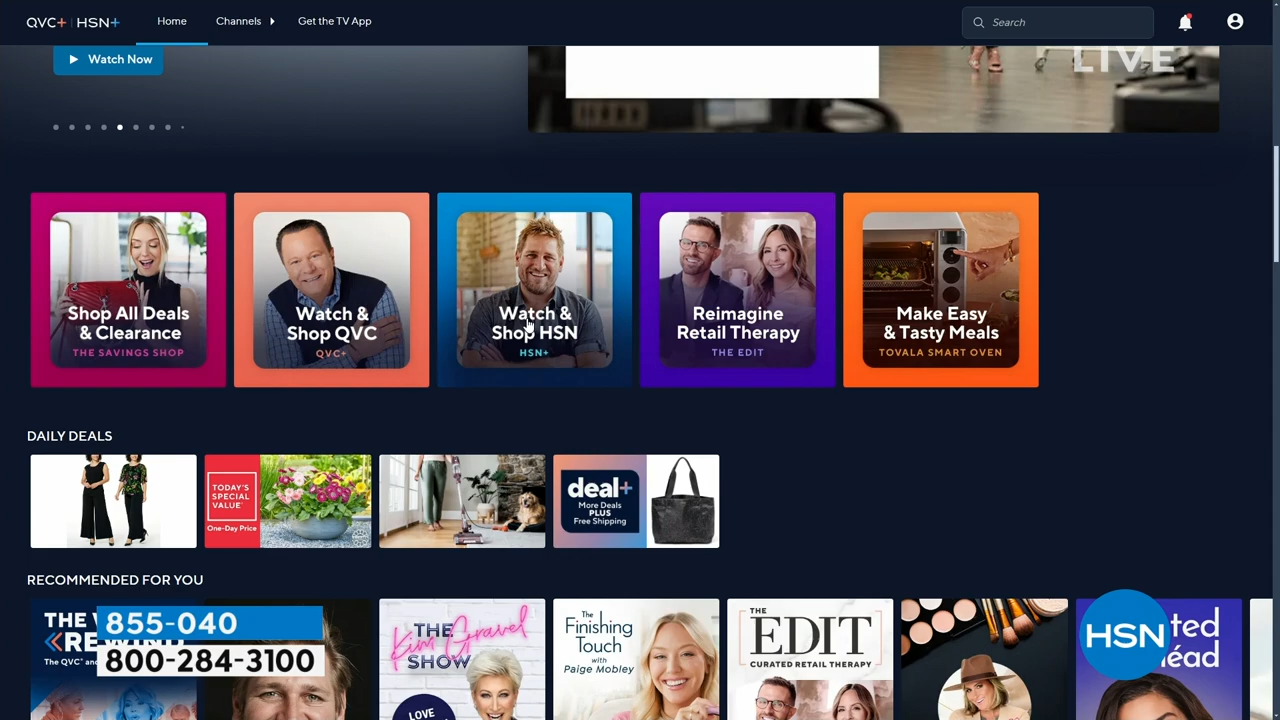 QVC+ | HSN+
Home
Channels
Get the TV App
Search
Watch Now
LIVE
Shop All Deals
& Clearance
THE SAVINGS SHOP
Watch &
Shop QVC
QVC+
Watch &
Shop HSN
HSN+
Reimagine
Retail Therapy
THE EDIT
Make Easy
& Tasty Meals
TOVALA SMART OVEN
DAILY DEALS
TODAY'S
SPECIAL
VALUE
One-Day Price
deal+
More Deals
PLUS
Free Shipping
RECOMMENDED FOR YOU
THE
The QVC
855-040
800-284-3100
THE
Kim Gravel
SHOW
LOVE
The
Finishing
Touch
with
Paige Mobley
THE
EDIT
CURATED RETAIL THERAPY
HSN